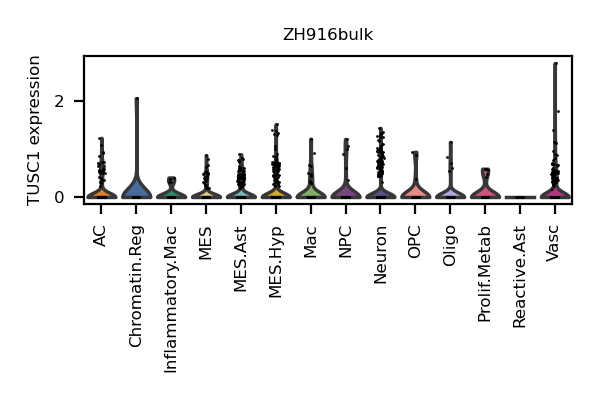 ZH916bulk
TUSC1 expression
2
0
AC
Chromatin.Reg
Inflammatory.Mac
MES
MES.Ast
MES.Hyp
Mac
NPC
Neuron
OPC
Oligo
Prolif.Metab
Reactive.Ast
Vasc